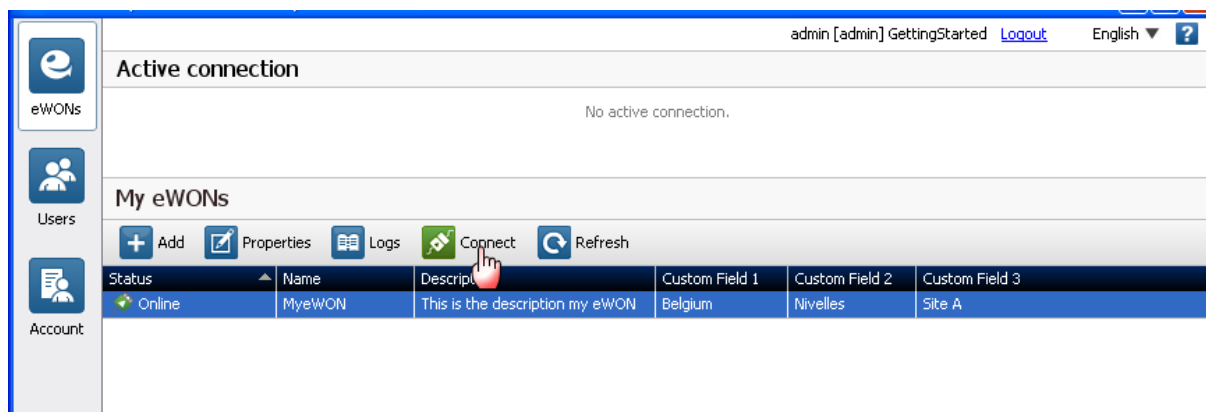 admin [admin] GettingStarted Logout English ?
Active connection
eWONs
No active connection.
My eWONs
Users
Add Properties Logs Connect Refresh
Status Name Custom Field 1 Custom Field 2 Custom Field 3
Online MyeWON This is the description my eWON Belgium Nivelles Site A
Account